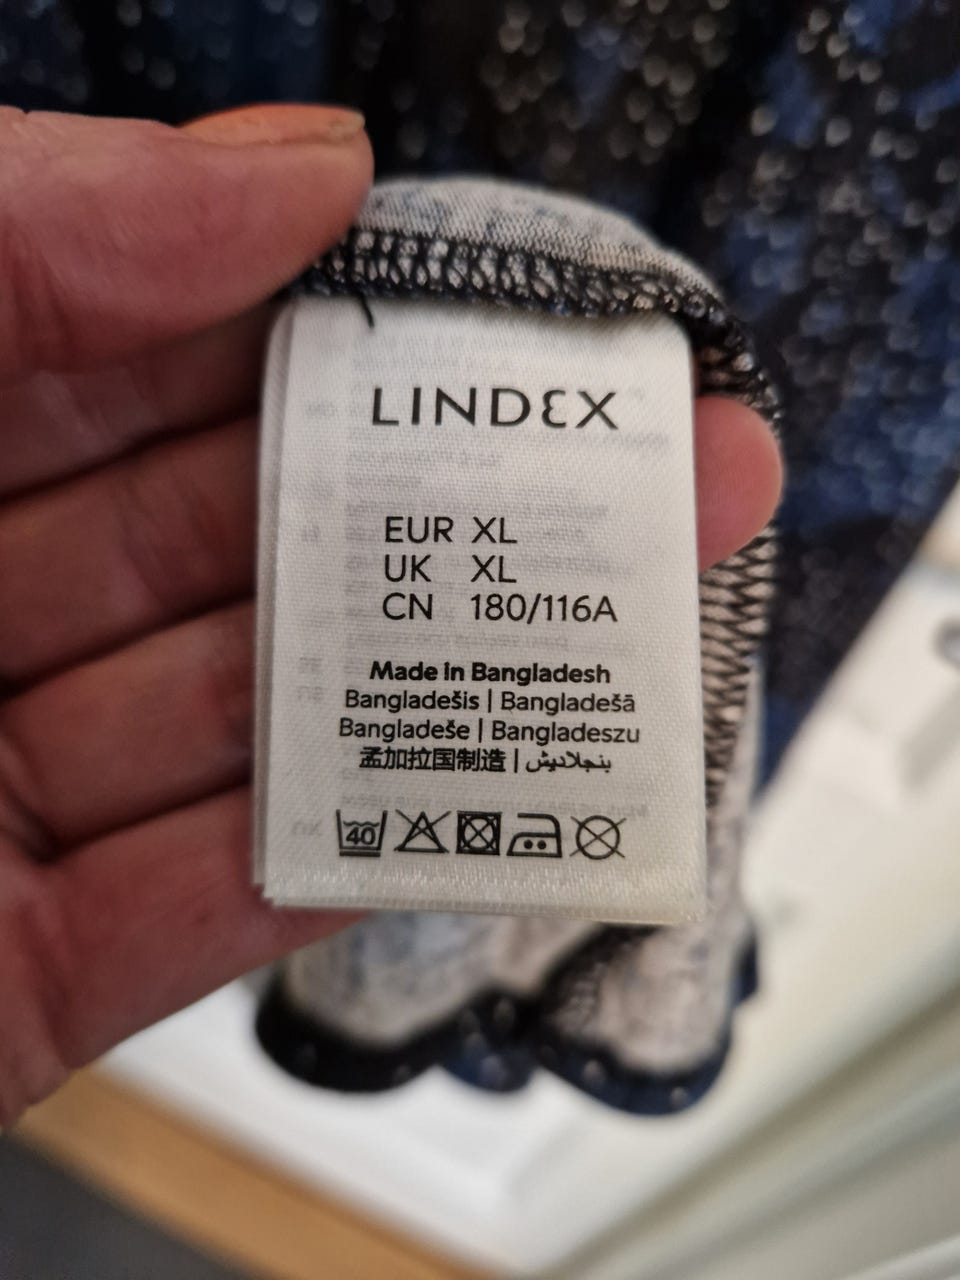 LINDEX
EUR XL
UK XL
CN 180/116A
Made in Bangladesh
Bangladešis | Bangladešā
Bangladeše | Bangladeszu
孟加拉国制造 | بنجلاديش
40